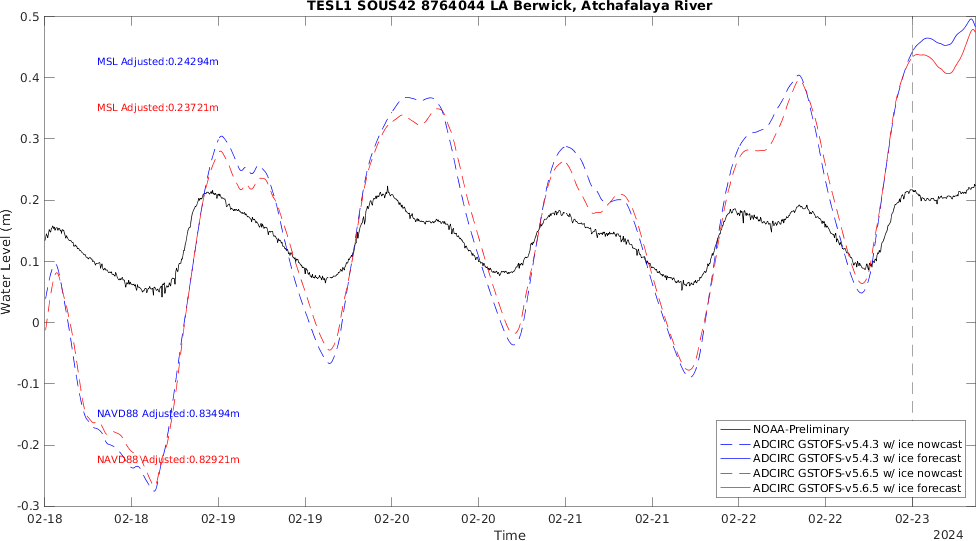 TESL1 SOUS42 8764044 LA Berwick, Atchafalaya River
0.5
0.4
0.3
0.2
0.1
0
-0.1
-0.2
-0.3
Water Level (m)
MSL Adjusted:0.24294m
MSL Adjusted:0.23721m
NAVD88 Adjusted:0.83494m
NAVD88 Adjusted:0.82921m
NOAA-Preliminary
ADCIRC GSTOFS-v5.4.3 w/ ice nowcast
ADCIRC GSTOFS-v5.4.3 w/ ice forecast
ADCIRC GSTOFS-v5.6.5 w/ ice nowcast
ADCIRC GSTOFS-v5.6.5 w/ ice forecast
02-18 02-18 02-19 02-19 02-20 02-20 02-21 02-21 02-22 02-22 02-23
Time
2024